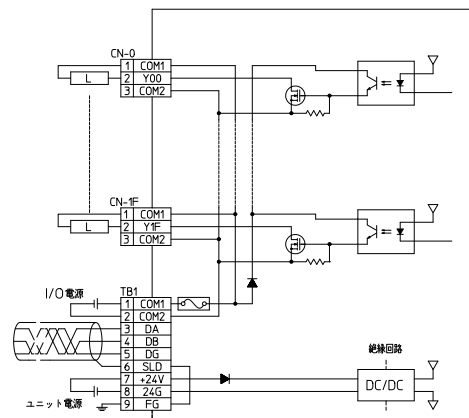 CN-0
1 COM1
L
2 Y00
3 COM2
CN-1F
1 COM1
L
2 Y1F
3 COM2
I/O電源
TB1
1 COM1
2 COM2
3 DA
4 DB
5 DG
6 SLD
7 +24V
8 24G
9 FG
ユニット電源
絶縁回路
DC/DC